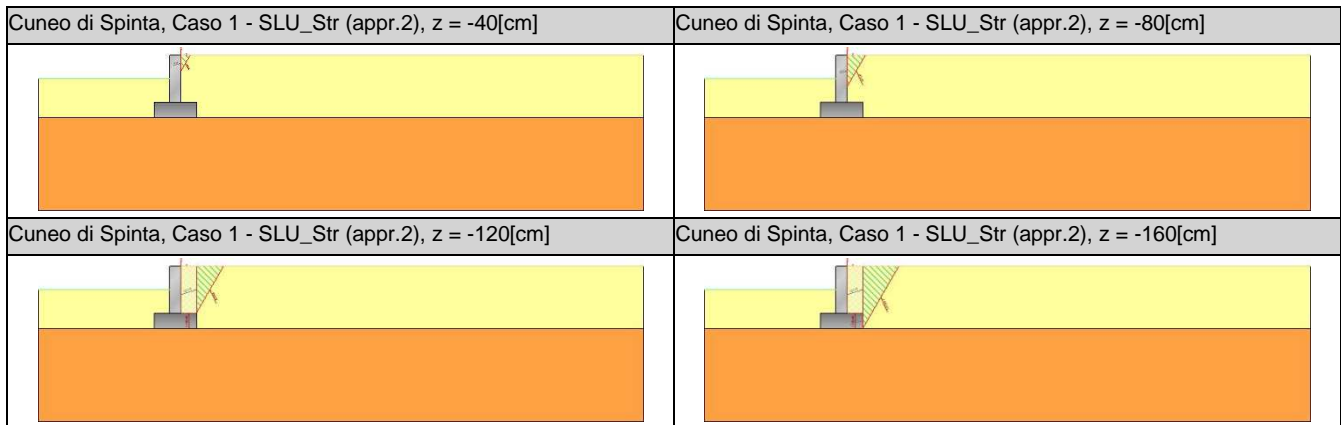 Cuneo di Spinta, Caso 1 - SLU_Str (appr.2), z = -40[cm]
Cuneo di Spinta, Caso 1 - SLU_Str (appr.2), z = -80[cm]
Cuneo di Spinta, Caso 1 - SLU_Str (appr.2), z = -120[cm]
Cuneo di Spinta, Caso 1 - SLU_Str (appr.2), z = -160[cm]